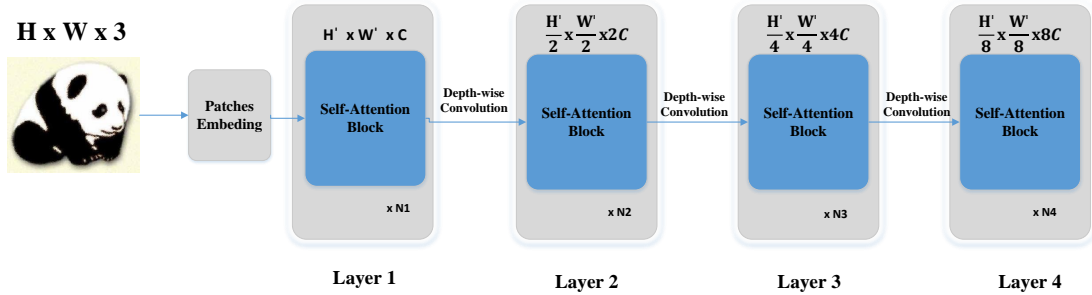 H x W x 3
Patches
Embeding
H' x W' x C
Self-Attention
Block
x N1
Layer 1
Depth-wise
Convolution
H'/2 x W'/2 x2C
Self-Attention
Block
x N2
Layer 2
Depth-wise
Convolution
H'/4 x W'/4 x4C
Self-Attention
Block
x N3
Layer 3
Depth-wise
Convolution
H'/8 x W'/8 x8C
Self-Attention
Block
x N4
Layer 4